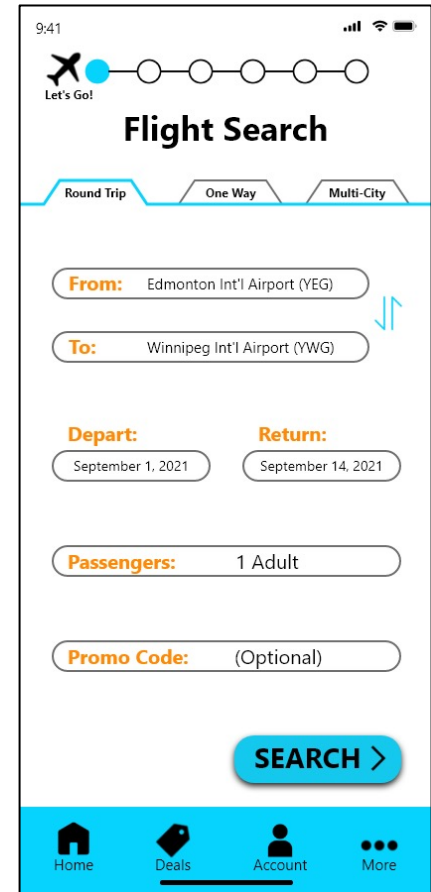 9:41
Let's Go!
Flight Search
Round Trip One Way Multi-City
From: Edmonton Int'l Airport (YEG)
To: Winnipeg Int'l Airport (YWG)
Depart: Return:
September 1, 2021 September 14, 2021
Passengers: 1 Adult
Promo Code: (Optional)
SEARCH >
Home Deals Account More